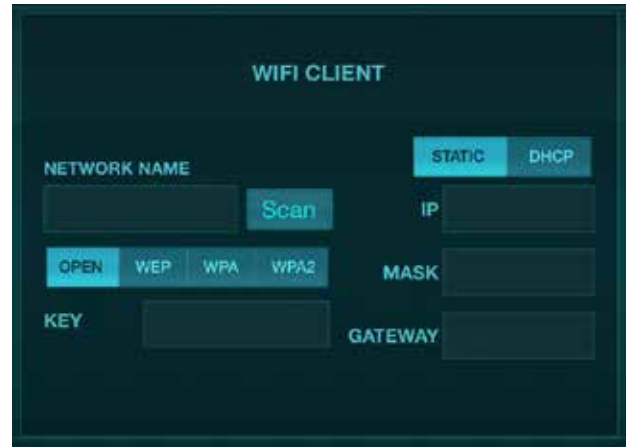 WIFI CLIENT
STATIC DHCP
NETWORK NAME
Scan
IP
OPEN WEP WPA WPA2
MASK
KEY
GATEWAY